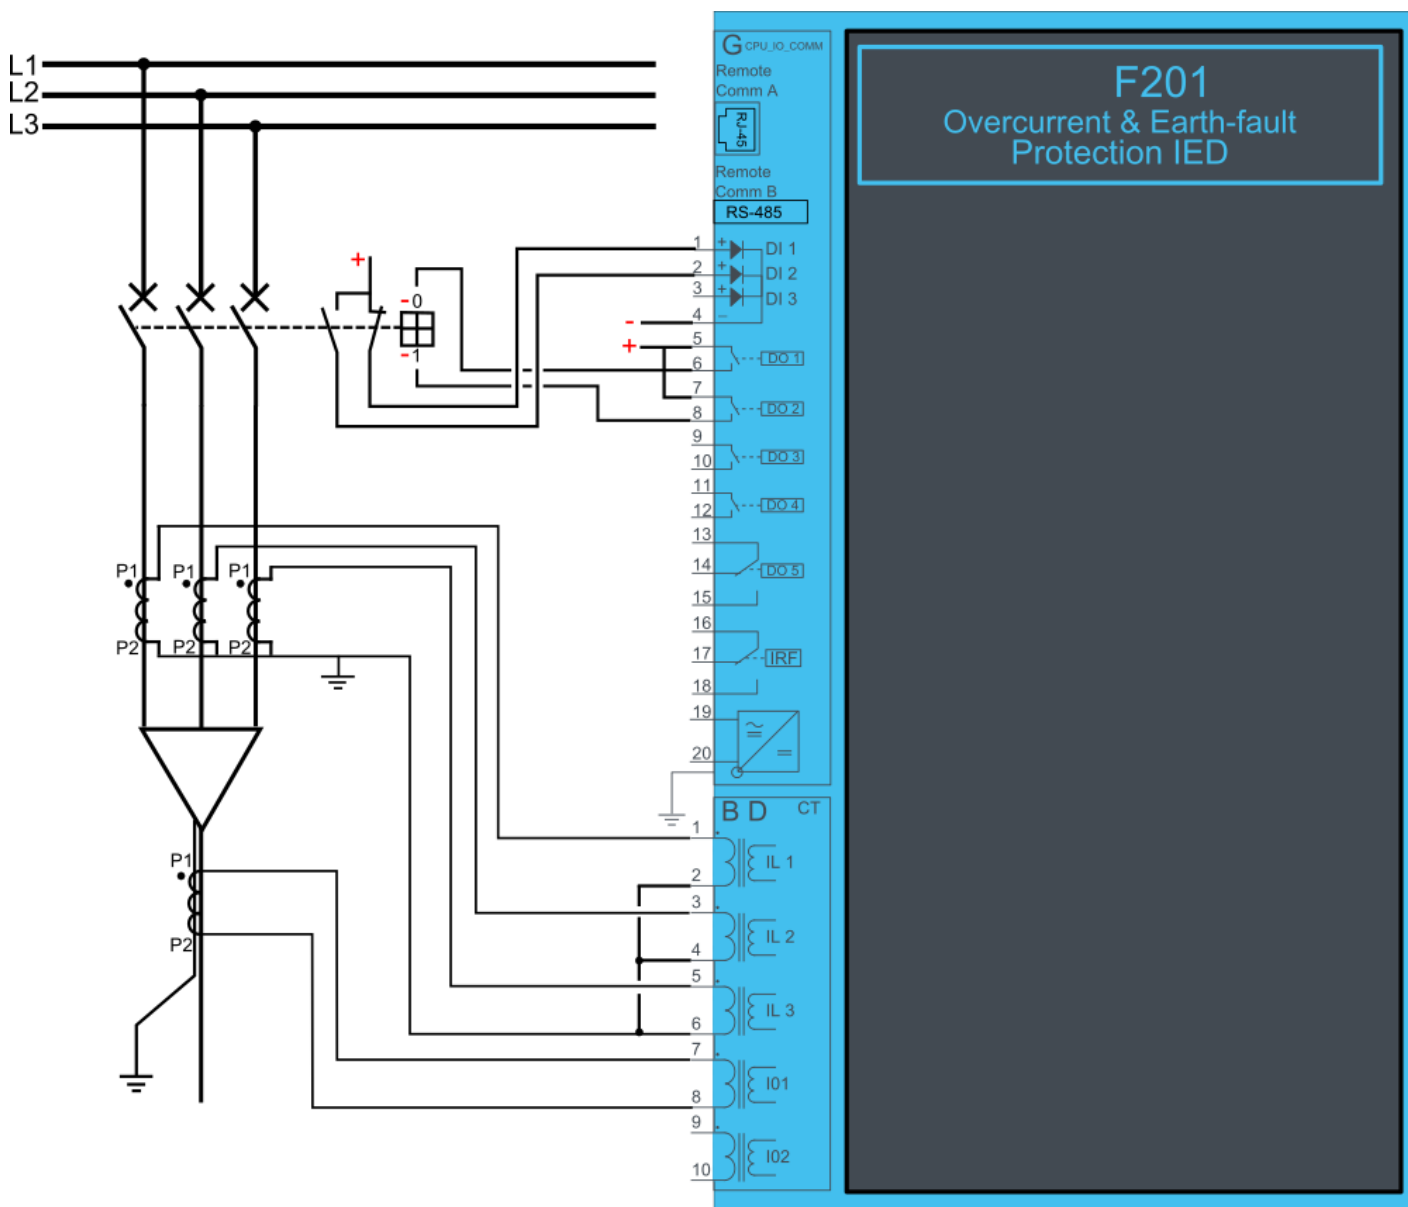 L1
L2
L3
G CPU_IO_COMM
Remote
Comm A
RJ-45
Remote
Comm B
RS-485
F201
Overcurrent & Earth-fault
Protection IED
1 + DI 1
2 + DI 2
3 + DI 3
- 4 –
+ 5
6 DO 1
7
8 DO 2
9
10 DO 3
11
12 DO 4
13
14 DO 5
15
16
17 IRF
18
19
20
+
- 0
- 1
P1 P1 P1
P2 P2 P2
B D CT
1
2 IL 1
3
4 IL 2
5
6 IL 3
7
8 I01
9
10 I02
P1
P2